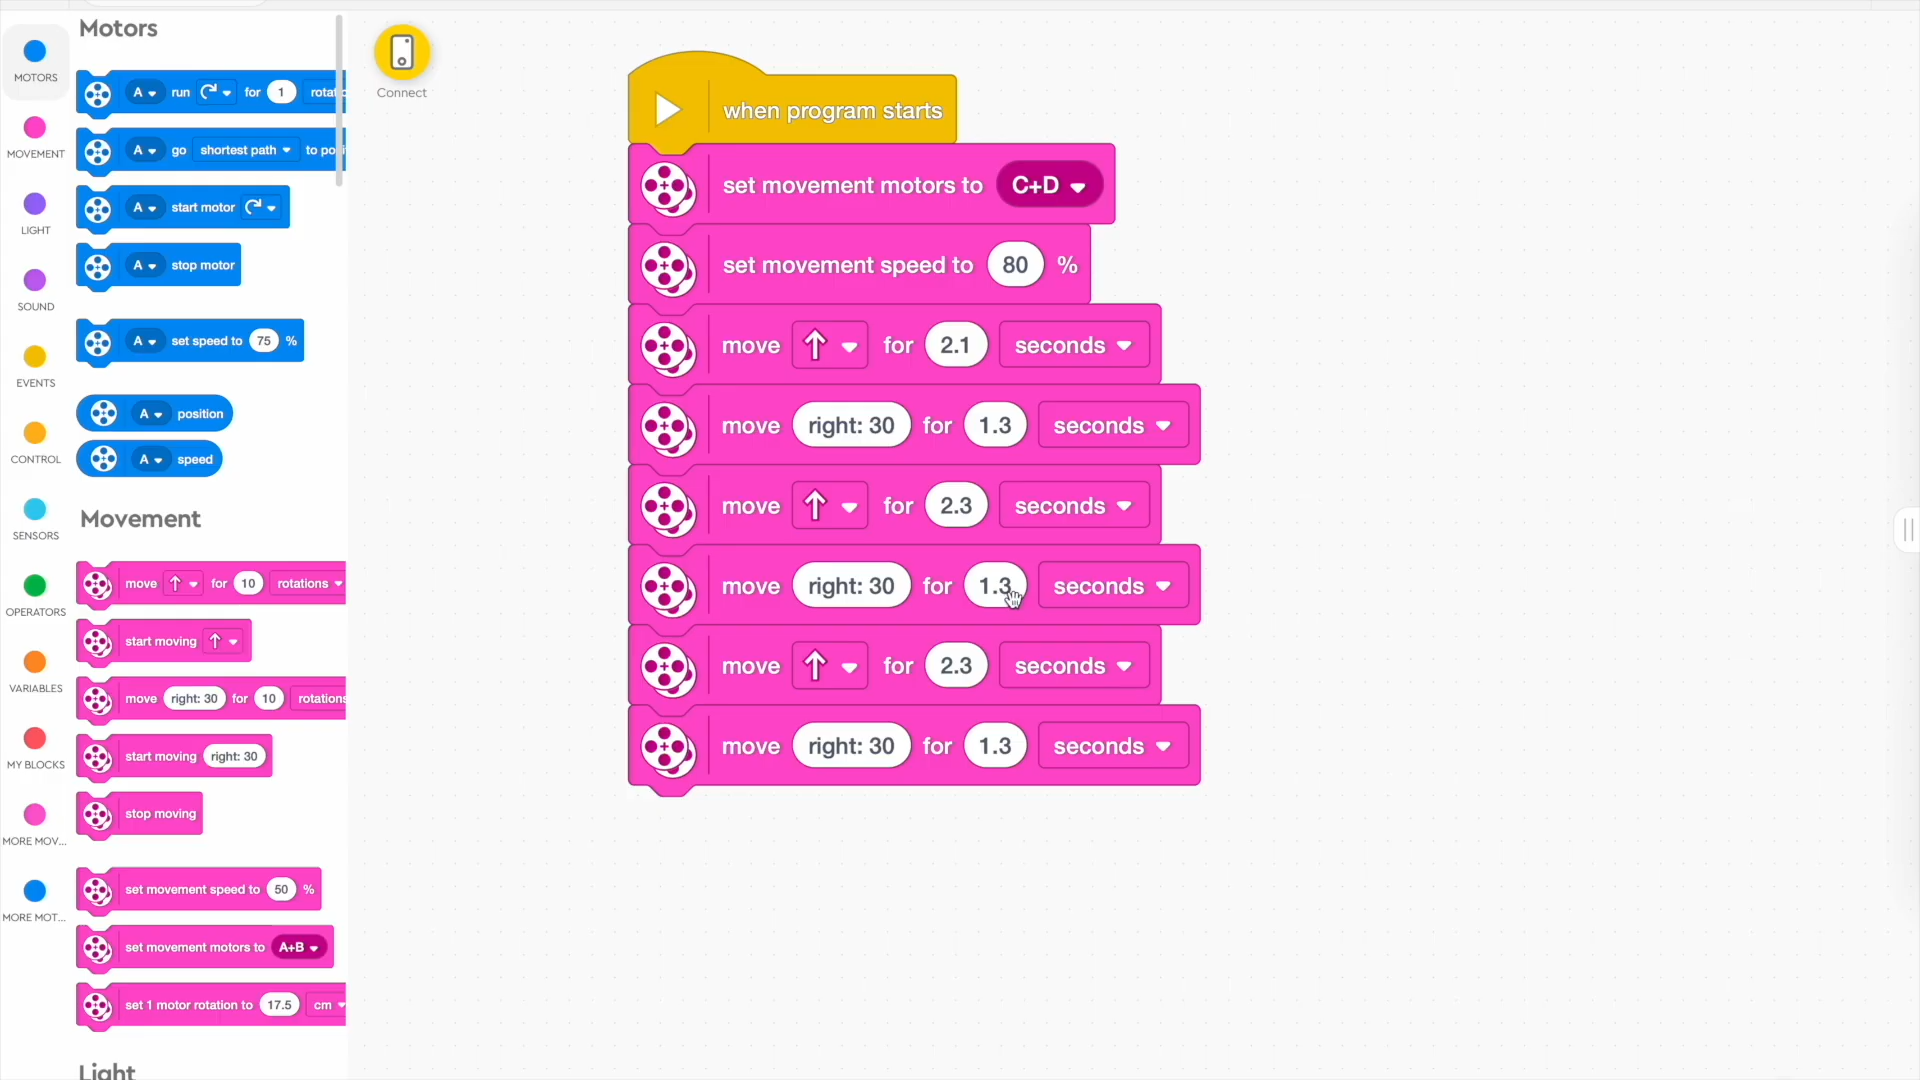 Motors
MOTORS
A run for 1 rotat
A go shortest path to posi
A start motor
A stop motor
A set speed to 75 %
A position
A speed
Movement
move for 10 rotations
start moving
move right: 30 for 10 rotations
start moving right: 30
stop moving
set movement speed to 50 %
set movement motors to A+B
set 1 motor rotation to 17.5 cm
Light
MOVEMENT
LIGHT
SOUND
EVENTS
CONTROL
SENSORS
OPERATORS
VARIABLES
MY BLOCKS
MORE MOV...
MORE MOT...
Connect
when program starts
set movement motors to C+D
set movement speed to 80 %
move for 2.1 seconds
move right: 30 for 1.3 seconds
move for 2.3 seconds
move right: 30 for 1.3 seconds
move for 2.3 seconds
move right: 30 for 1.3 seconds